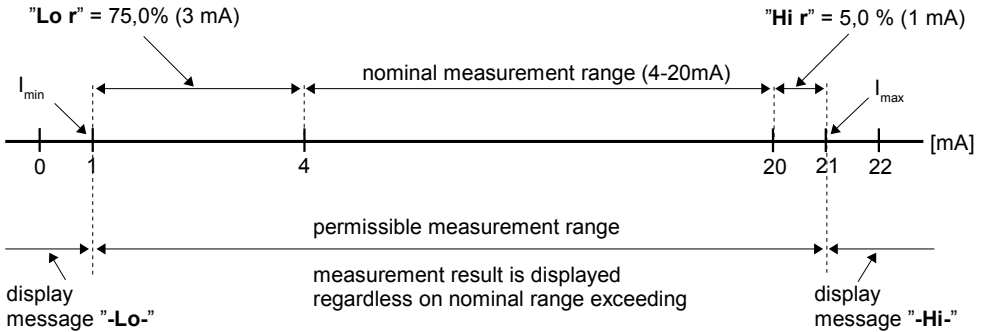 "Lo r" = 75,0% (3 mA)
"Hi r" = 5,0 % (1 mA)
nominal measurement range (4-20mA)
Imin
Imax
[mA]
0 1 4 20 21 22
permissible measurement range
measurement result is displayed
regardless on nominal range exceeding
display
message "-Lo-"
display
message "-Hi-"